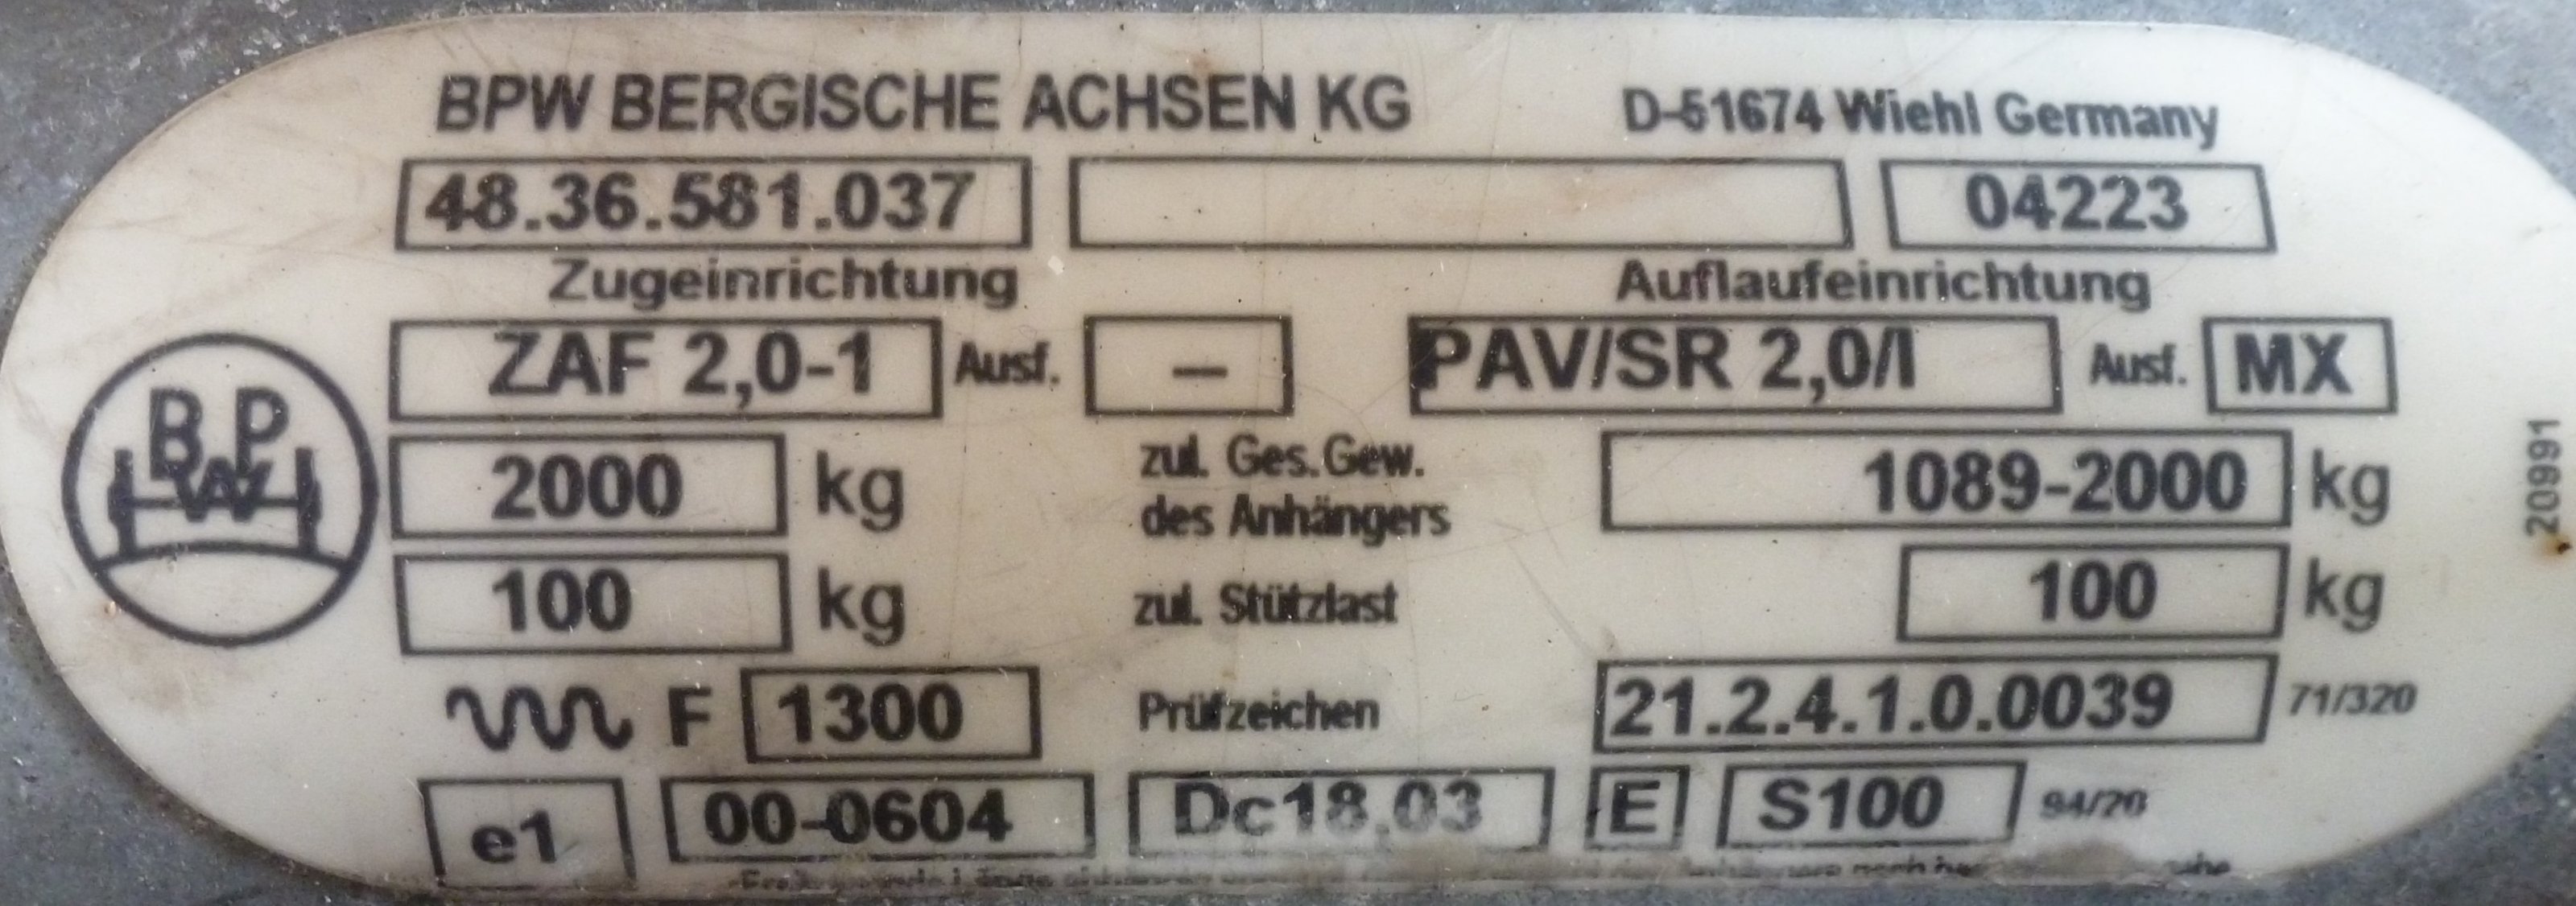 BPW BERGISCHE ACHSEN KG D-51674 Wiehl Germany
48.36.581.037 04223
Zugeinrichtung Auflaufeinrichtung
ZAF 2,0-1 Ausf. – PAV/SR 2,0/I Ausf. MX
BPW
2000 kg zul. Ges.Gew. des Anhängers 1089-2000 kg
100 kg zul. Stützlast 100 kg
F 1300 Prüfzeichen 21.2.4.1.0.0039 71/320
e1 00-0604 Dc18,03 E S100 94/20
20991